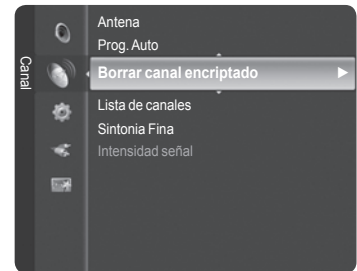 Canal
Antena
Prog. Auto
Borrar canal encriptado
Lista de canales
Sintonia Fina
Intensidad señal